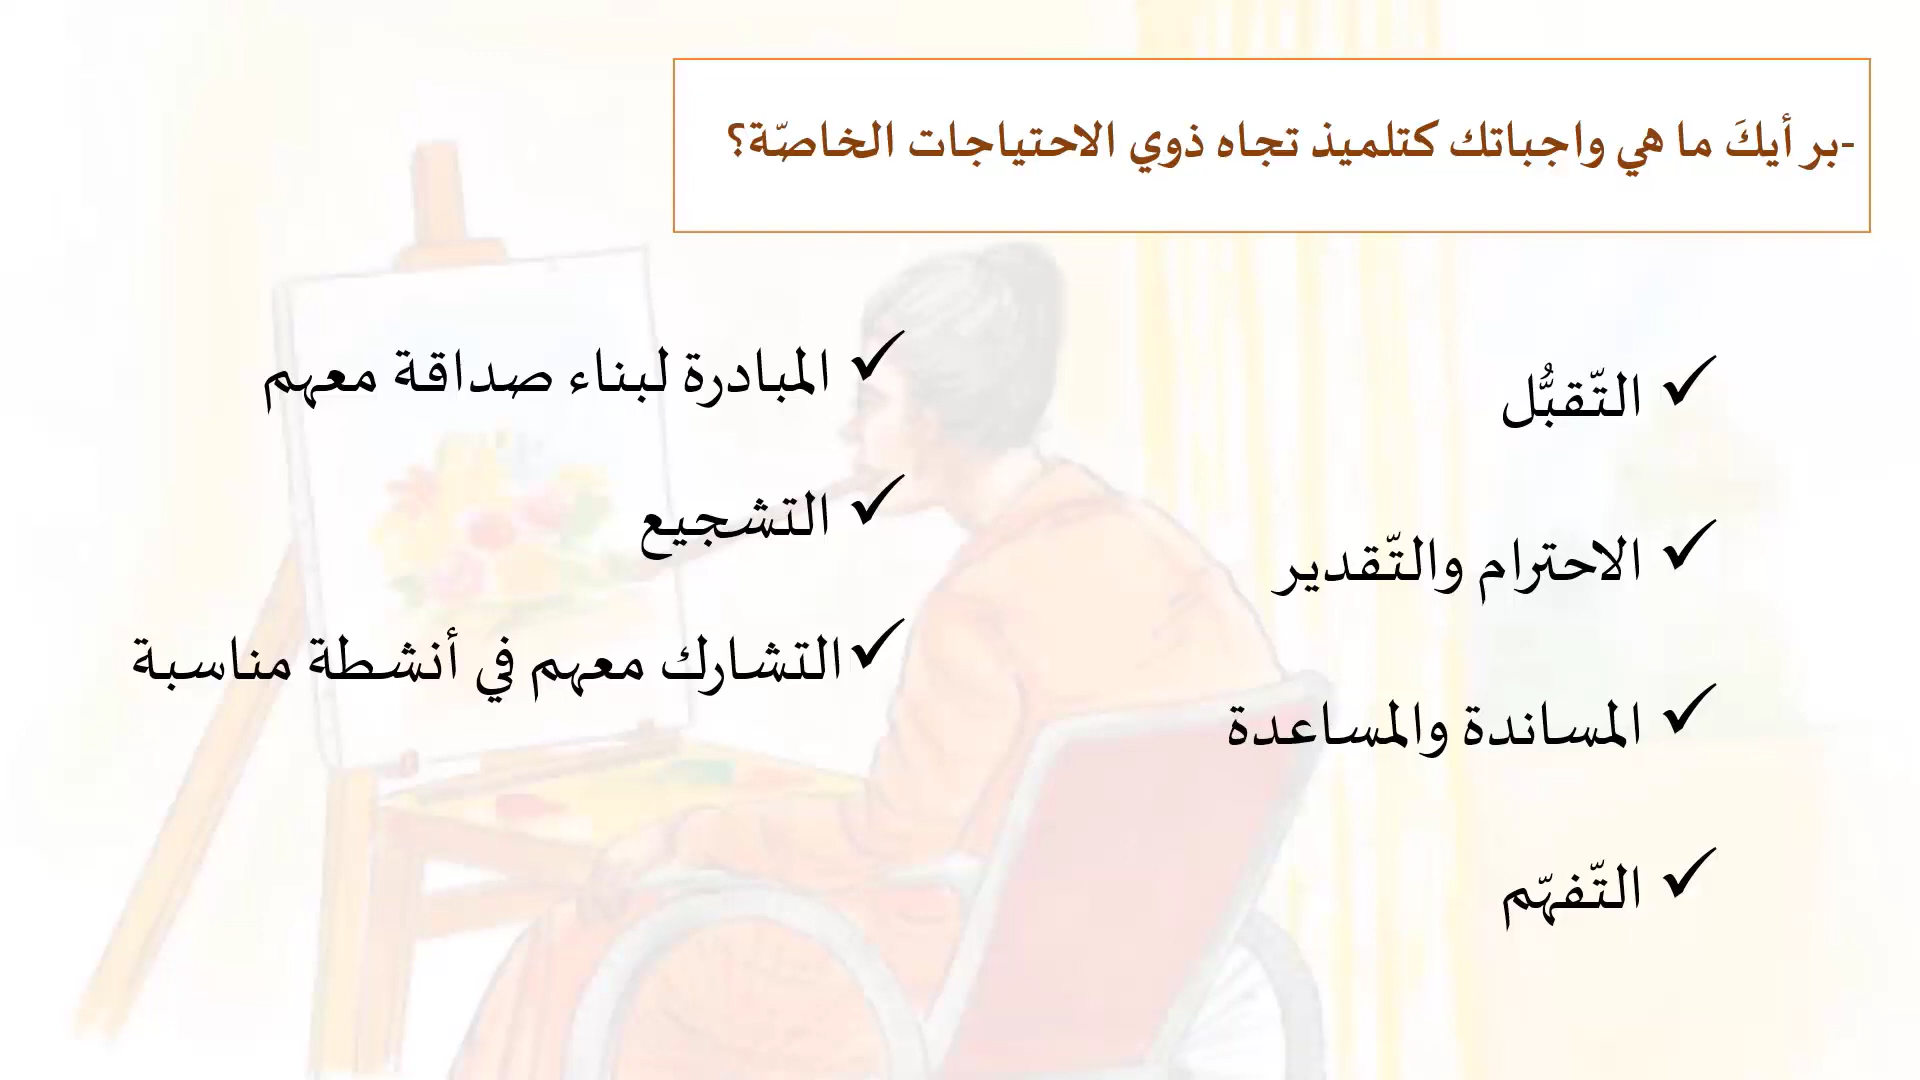 -بر أيكَ ما هي واجباتك كتلميذ تجاه ذوي الاحتياجات الخاصّة؟
✓ التّقبُّل
✓ الاحترام والتّقدير
✓ المساندة والمساعدة
✓ التّفهّم
✓ المبادرة لبناء صداقة معهم
✓ التشجيع
✓التشارك معهم في أنشطة مناسبة